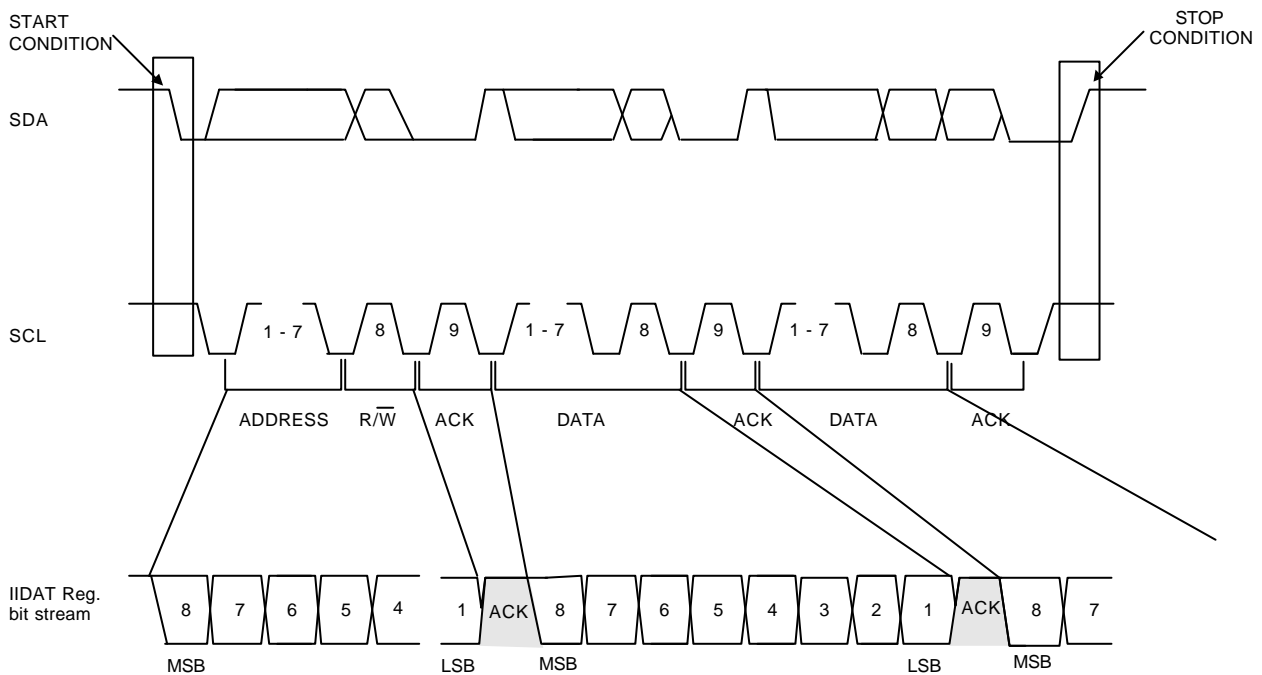 START
CONDITION
STOP
CONDITION
SDA
SCL
1 - 7
8
9
1 - 7
8
9
1 - 7
8
9
ADDRESS
R/W̅
ACK
DATA
ACK
DATA
ACK
IIDAT Reg.
bit stream
8
7
6
5
4
1
ACK
8
7
6
5
4
3
2
1
ACK
8
7
MSB
LSB
MSB
LSB
MSB